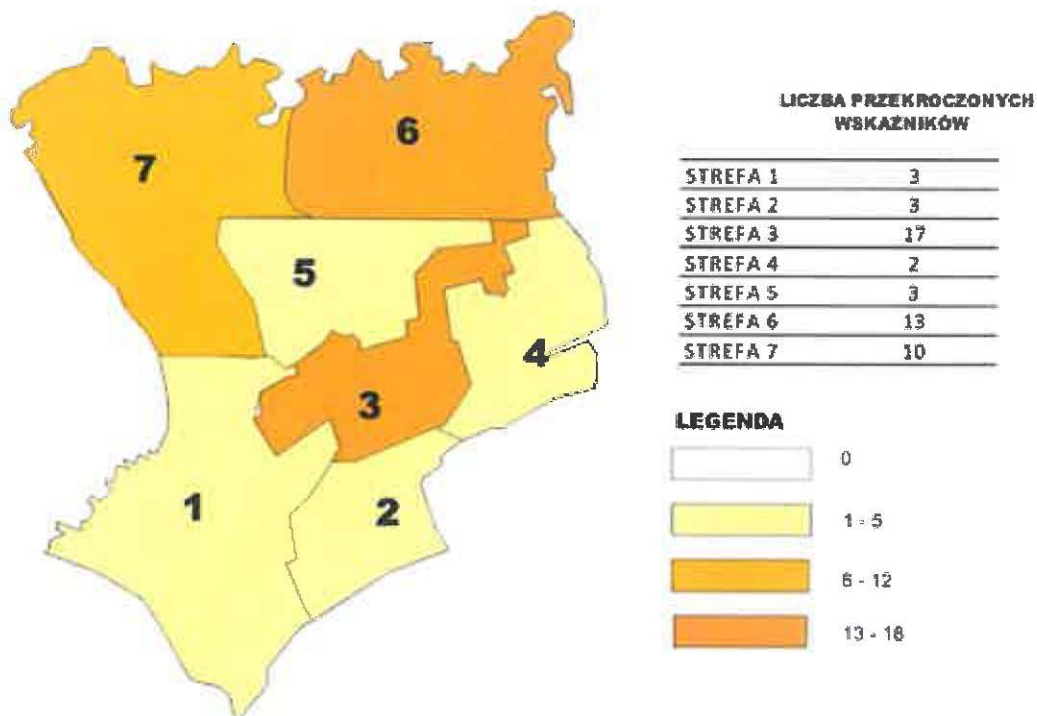 LICZBA PRZEKROCZONYCH
WSKAŹNIKÓW
STREFA 1 3
STREFA 2 3
STREFA 3 17
STREFA 4 2
STREFA 5 3
STREFA 6 13
STREFA 7 10
7
6
5
4
3
1
2
LEGENDA
0
1 - 5
6 - 12
13 - 18